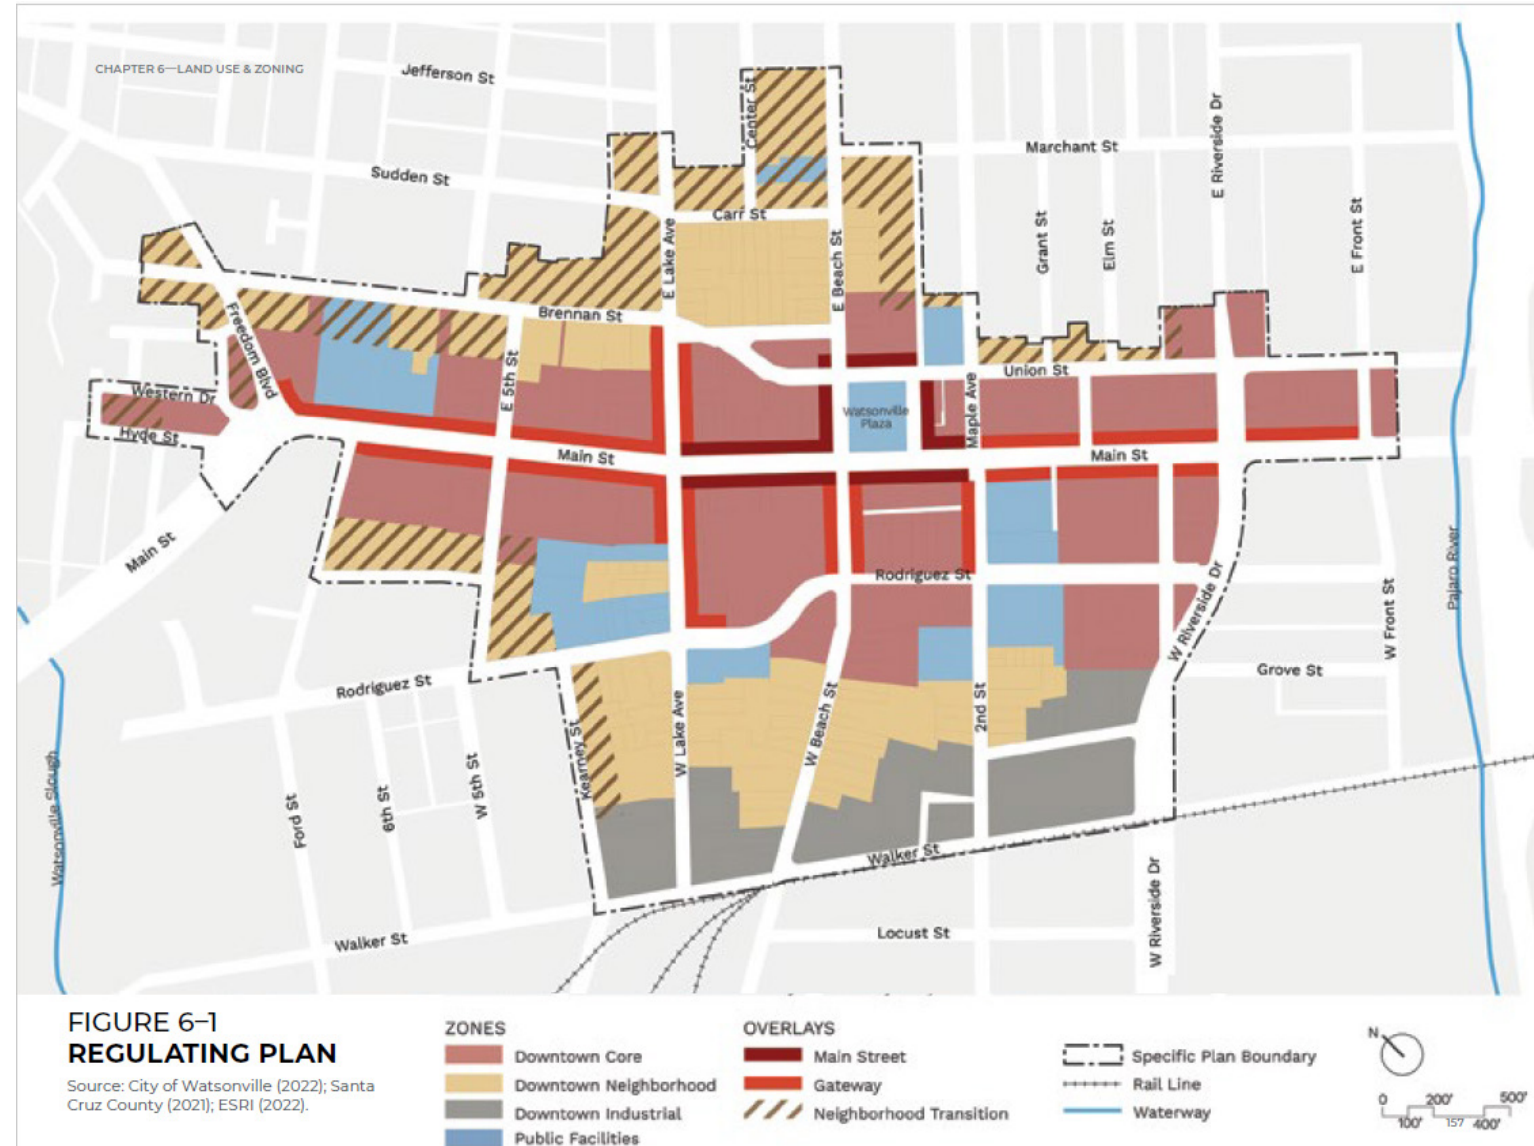 CHAPTER 6—LAND USE & ZONING
Jefferson St
Center St
E Riverside Dr
Marchant St
Sudden St
Carr St
Grant St
Elm St
E Front St
E Lake Ave
E Beach St
Brennan St
Freedom Blvd
E 5th St
Union St
Western Dr
Hyde St
Watsonville
Plaza
Maple Ave
Main St
Main St
Main St
Pajaro River
Rodriguez St
W Riverside Dr
W Front St
Grove St
Rodriguez St
W Lake Ave
W Beach St
2nd St
Kearney St
Watsonville Slough
Ford St
6th St
W 5th St
Walker St
W Riverside Dr
Locust St
Walker St
FIGURE 6–1
REGULATING PLAN
Source: City of Watsonville (2022); Santa
Cruz County (2021); ESRI (2022).
ZONES
Downtown Core
Downtown Neighborhood
Downtown Industrial
Public Facilities
OVERLAYS
Main Street
Gateway
Neighborhood Transition
Specific Plan Boundary
Rail Line
Waterway
N
0 200' 500'
100' 157 400'